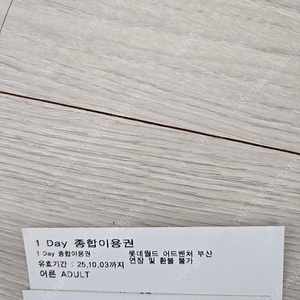 1 Day 종합이용권
1 Day 종합이용권 롯데월드 어드벤처 부산
유효기간 : 25,10,03까지 연장 및 환불 불가
어른 ADULT